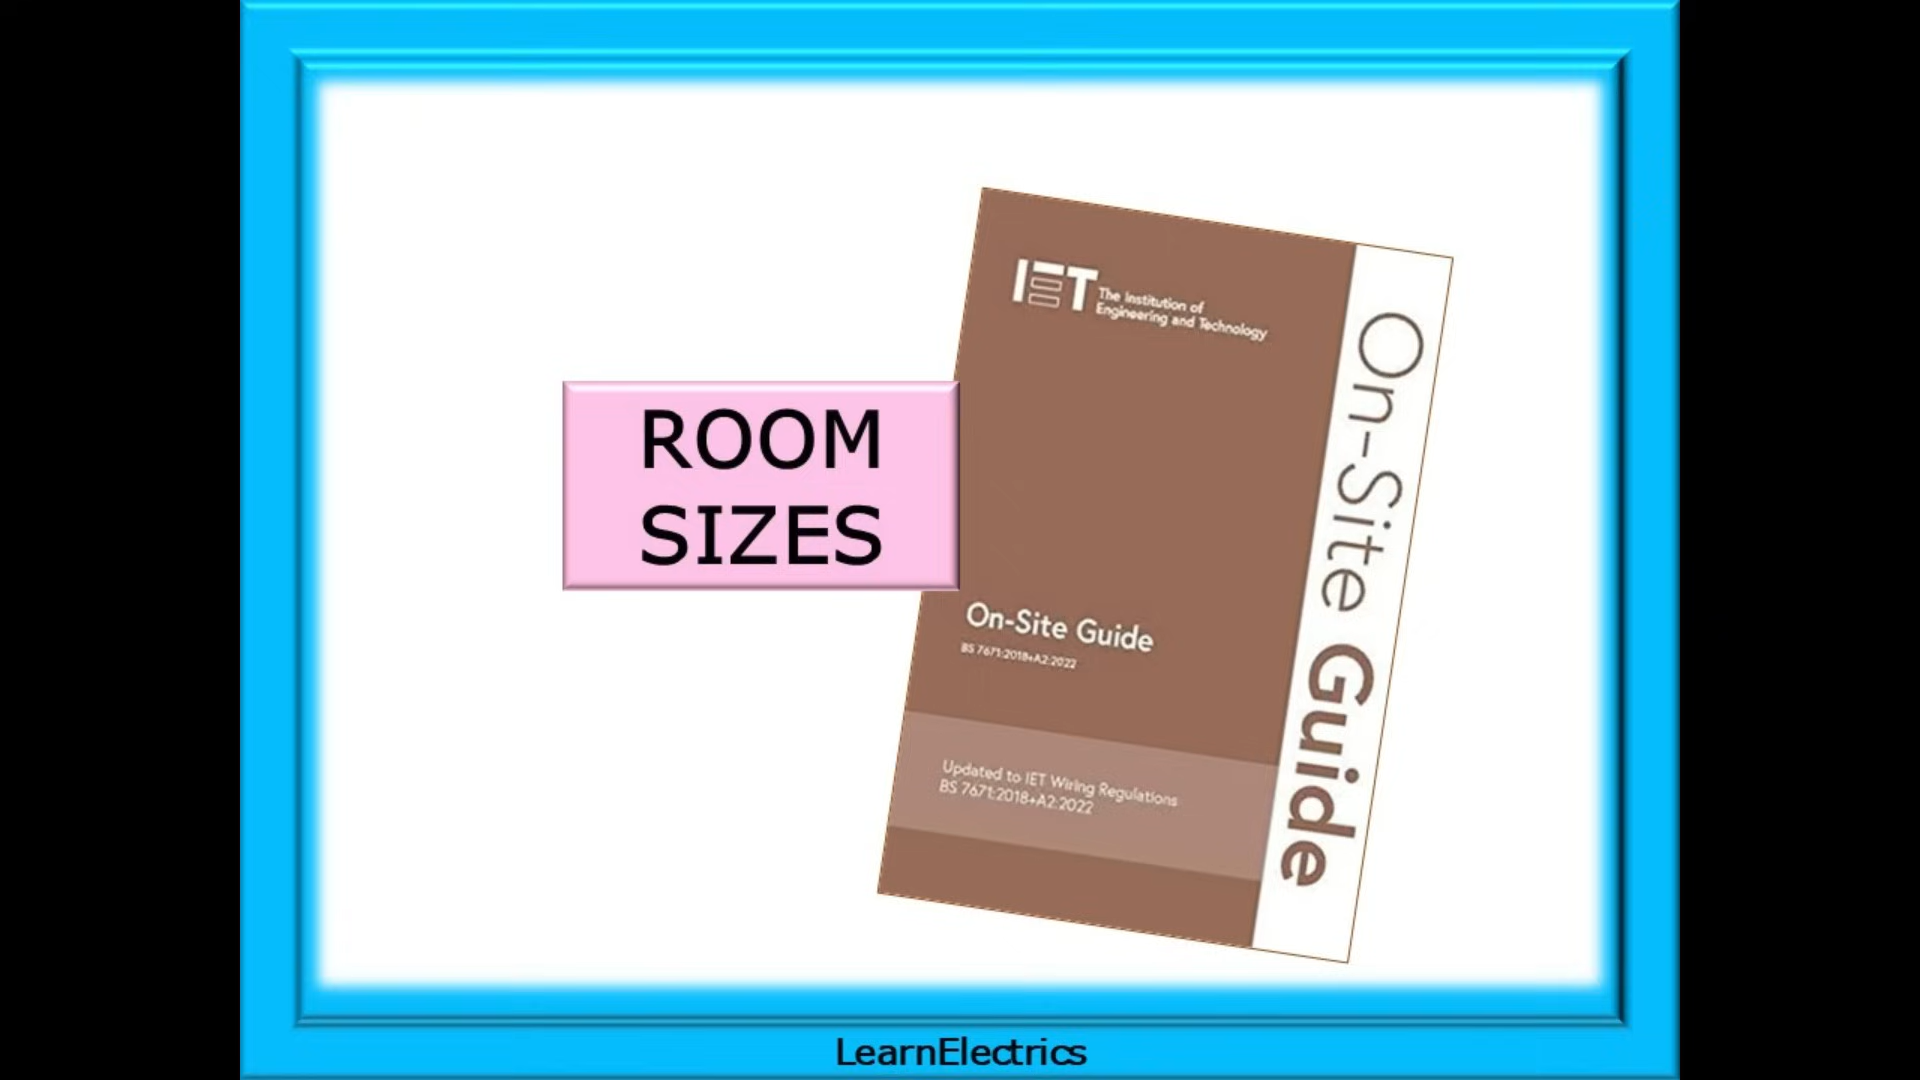 ROOM
SIZES
IET
The Institution of
Engineering and Technology
On-Site Guide
BS 7671:2018+A2:2022
Updated to IET Wiring Regulations
BS 7671:2018+A2:2022
On-Site Guide
LearnElectrics